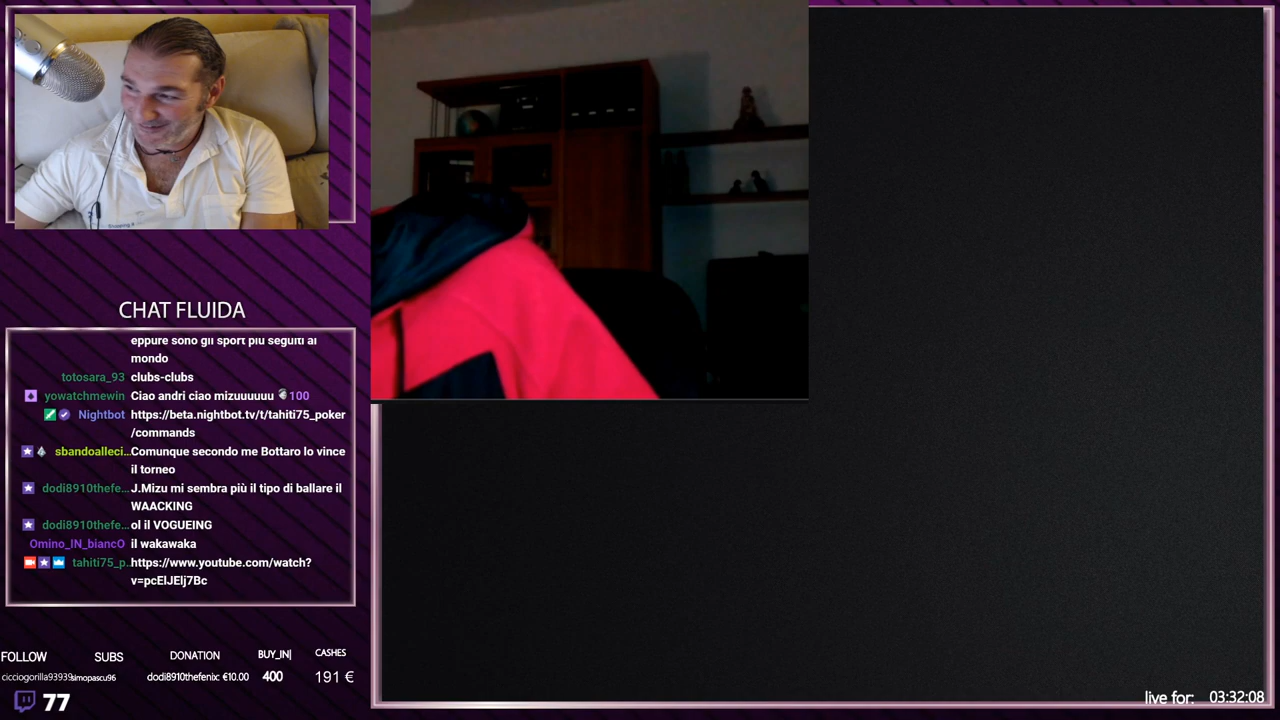 CHAT FLUIDA
eppure sono gli sport più seguiti al
mondo
totosara_93 clubs-clubs
yowatchmewin Ciao andri ciao mizuuuuuu 100
Nightbot https://beta.nightbot.tv/t/tahiti75_poker
/commands
sbandoalleci... Comunque secondo me Bottaro lo vince
il torneo
dodi8910thefe... J.Mizu mi sembra più il tipo di ballare il
WAACKING
dodi8910thefe... ol il VOGUEING
Omino_IN_biancO il wakawaka
tahiti75_p... https://www.youtube.com/watch?
v=pcEIJEIj7Bc
FOLLOW SUBS DONATION BUY_IN| CASHES
cicciogorilla93939 simopascu96 dodi8910thefenix: €10.00 400 191 €
77
live for: 03:32:08